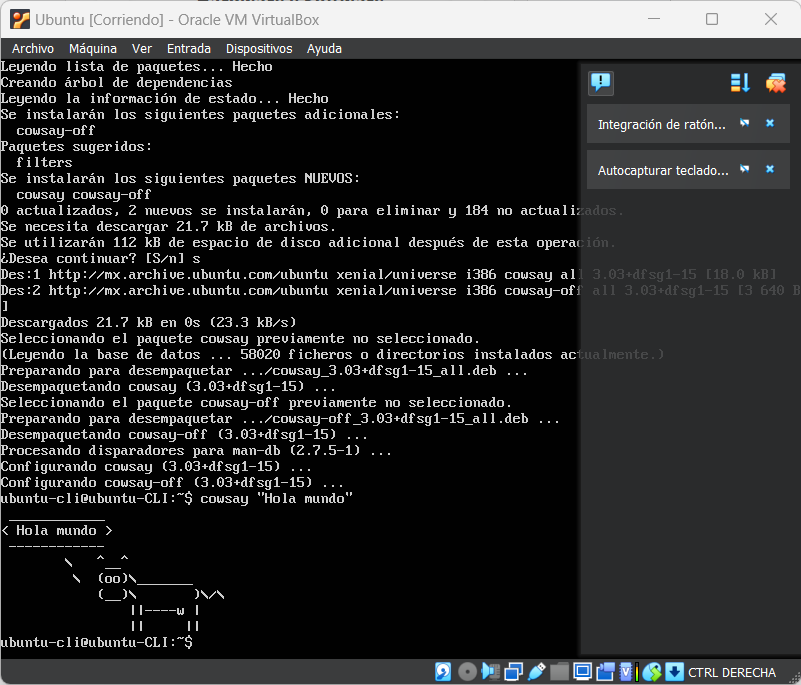 Ubuntu [Corriendo] - Oracle VM VirtualBox
Archivo Máquina Ver Entrada Dispositivos Ayuda
Leyendo lista de paquetes... Hecho
Creando árbol de dependencias
Leyendo la información de estado... Hecho
Se instalarán los siguientes paquetes adicionales:
  cowsay-off
Paquetes sugeridos:
  filters
Se instalarán los siguientes paquetes NUEVOS:
  cowsay cowsay-off
0 actualizados, 2 nuevos se instalarán, 0 para eliminar y 184 no actualizados.
Se necesita descargar 21.7 kB de archivos.
Se utilizarán 112 kB de espacio de disco adicional después de esta operación.
¿Desea continuar? [S/n] s
Des:1 http://mx.archive.ubuntu.com/ubuntu xenial/universe i386 cowsay all 3.03+dfsg1-15 [18.0 kB]
Des:2 http://mx.archive.ubuntu.com/ubuntu xenial/universe i386 cowsay-off all 3.03+dfsg1-15 [3 640 B
]
Descargados 21.7 kB en 0s (23.3 kB/s)
Seleccionando el paquete cowsay previamente no seleccionado.
(Leyendo la base de datos ... 58020 ficheros o directorios instalados actualmente.)
Preparando para desempaquetar .../cowsay_3.03+dfsg1-15_all.deb ...
Desempaquetando cowsay (3.03+dfsg1-15) ...
Seleccionando el paquete cowsay-off previamente no seleccionado.
Preparando para desempaquetar .../cowsay-off_3.03+dfsg1-15_all.deb ...
Desempaquetando cowsay-off (3.03+dfsg1-15) ...
Procesando disparadores para man-db (2.7.5-1) ...
Configurando cowsay (3.03+dfsg1-15) ...
Configurando cowsay-off (3.03+dfsg1-15) ...
ubuntu-cli@ubuntu-CLI:~$ cowsay "Hola mundo"
 ____________
< Hola mundo >
 ------------
        \   ^__^
         \  (oo)\_______
            (__)\       )\/\
                ||----w |
                ||     ||
ubuntu-cli@ubuntu-CLI:~$
Integración de ratón...
Autocapturar teclado...
CTRL DERECHA